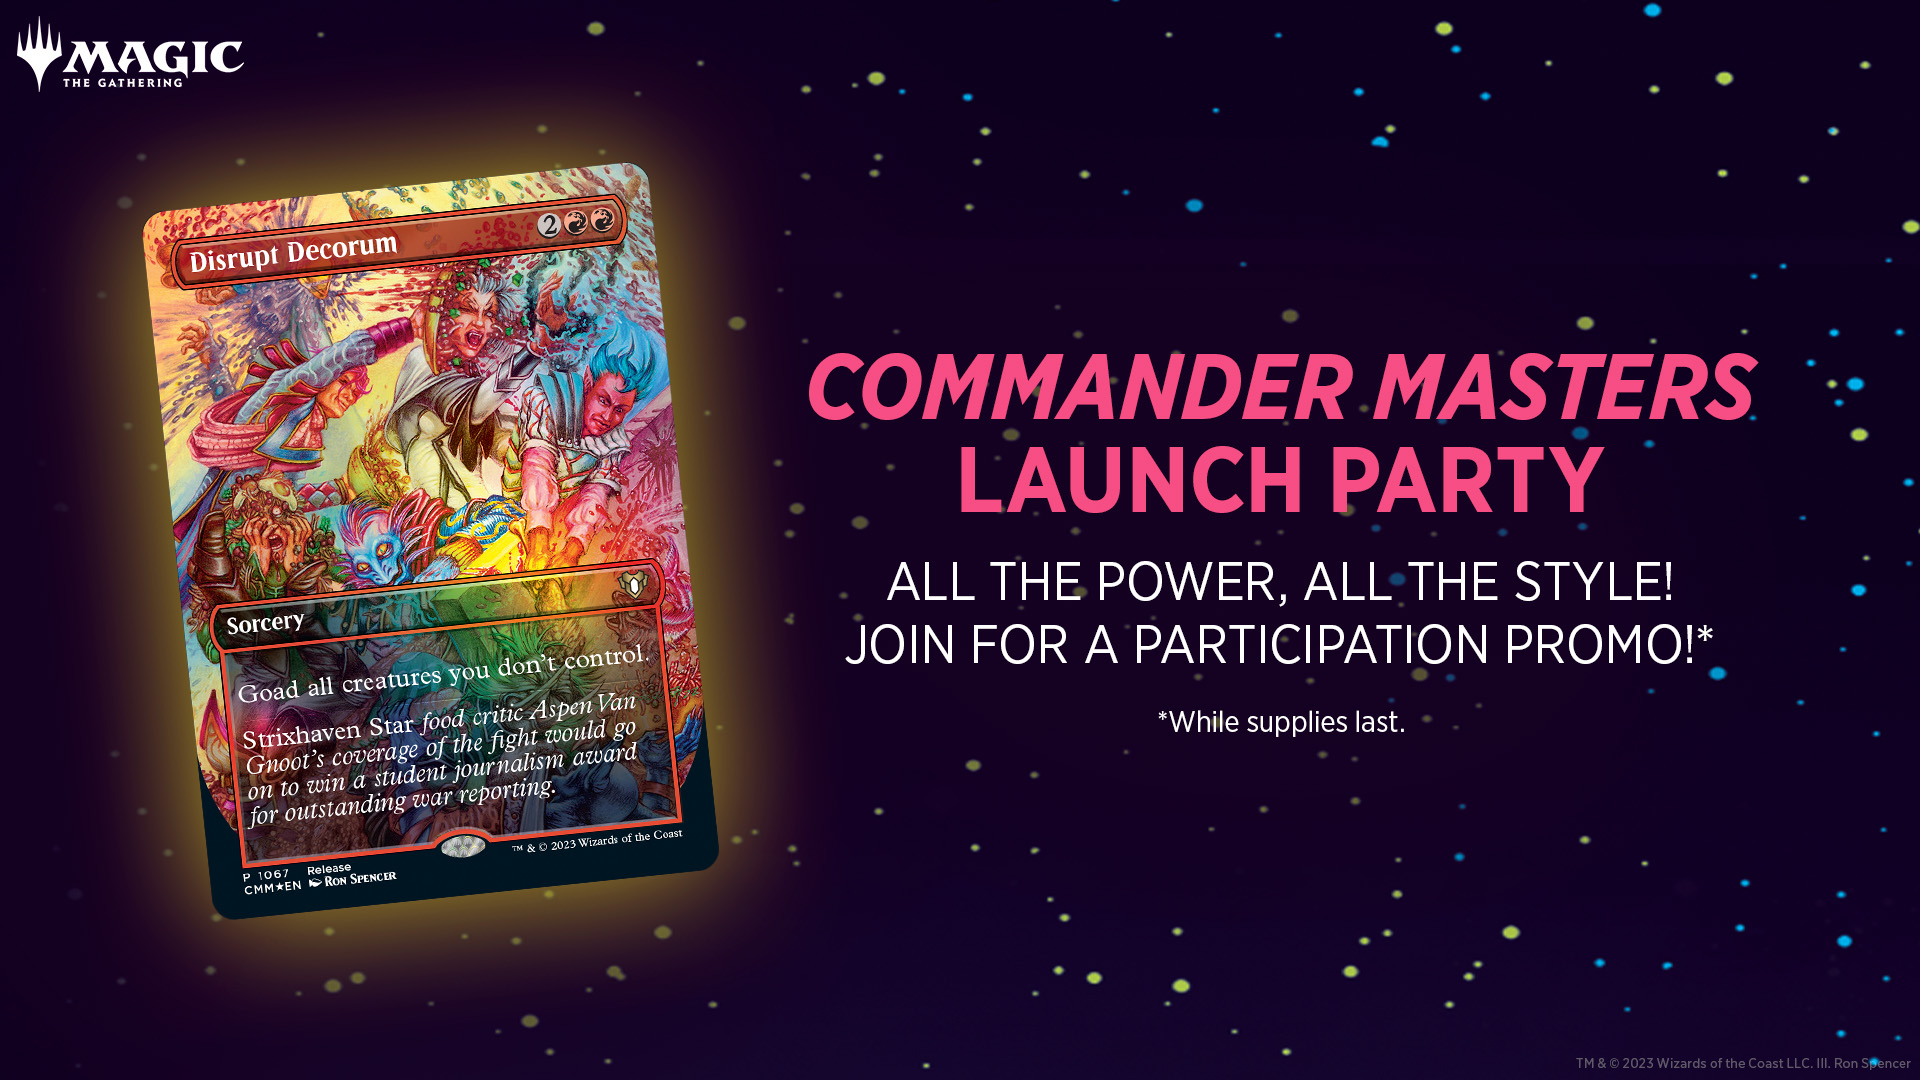 MAGIC
THE GATHERING
Disrupt Decorum
2
Sorcery
Goad all creatures you don't control.
Strixhaven Star food critic Aspen Van
Gnoot's coverage of the fight would go
on to win a student journalism award
for outstanding war reporting.
P 1067 Release
CMM★EN Ron Spencer
™ & © 2023 Wizards of the Coast
COMMANDER MASTERS
LAUNCH PARTY
ALL THE POWER, ALL THE STYLE!
JOIN FOR A PARTICIPATION PROMO!*
*While supplies last.
TM & © 2023 Wizards of the Coast LLC. Ill. Ron Spencer